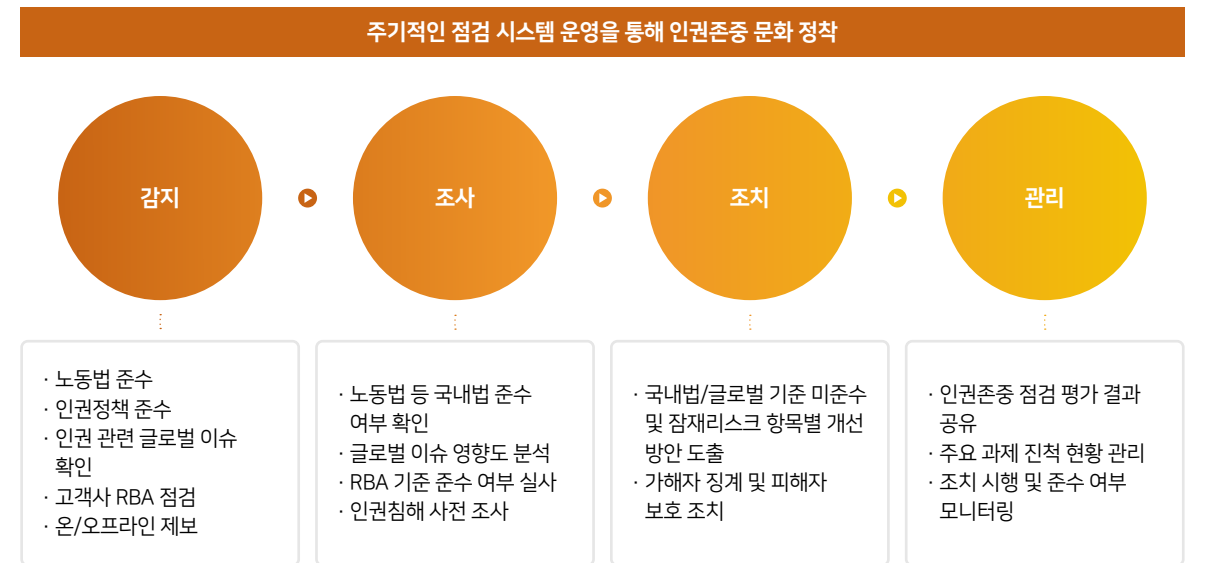 주기적인 점검 시스템 운영을 통해 인권존중 문화 정착
감지
조사
조치
관리
· 노동법 준수
· 인권정책 준수
· 인권 관련 글로벌 이슈
확인
· 고객사 RBA 점검
· 온/오프라인 제보
· 노동법 등 국내법 준수
여부 확인
· 글로벌 이슈 영향도 분석
· RBA 기준 준수 여부 실사
· 인권침해 사전 조사
· 국내법/글로벌 기준 미준수
및 잠재리스크 항목별 개선
방안 도출
· 가해자 징계 및 피해자
보호 조치
· 인권존중 점검 평가 결과
공유
· 주요 과제 진척 현황 관리
· 조치 시행 및 준수 여부
모니터링